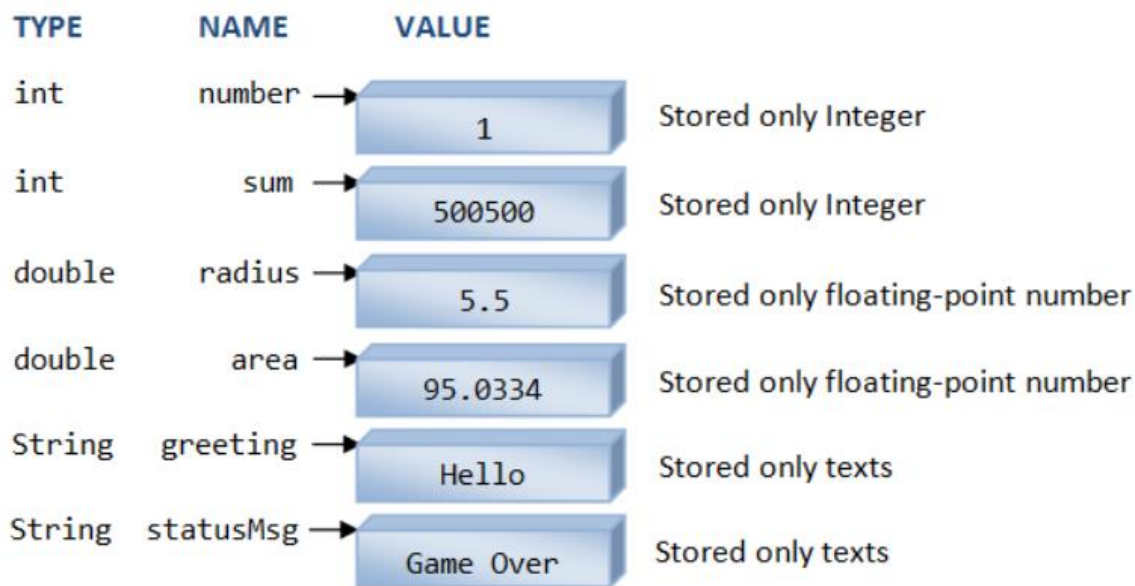 TYPE NAME VALUE
int number 1 Stored only Integer
int sum 500500 Stored only Integer
double radius 5.5 Stored only floating-point number
double area 95.0334 Stored only floating-point number
String greeting Hello Stored only texts
String statusMsg Game Over Stored only texts